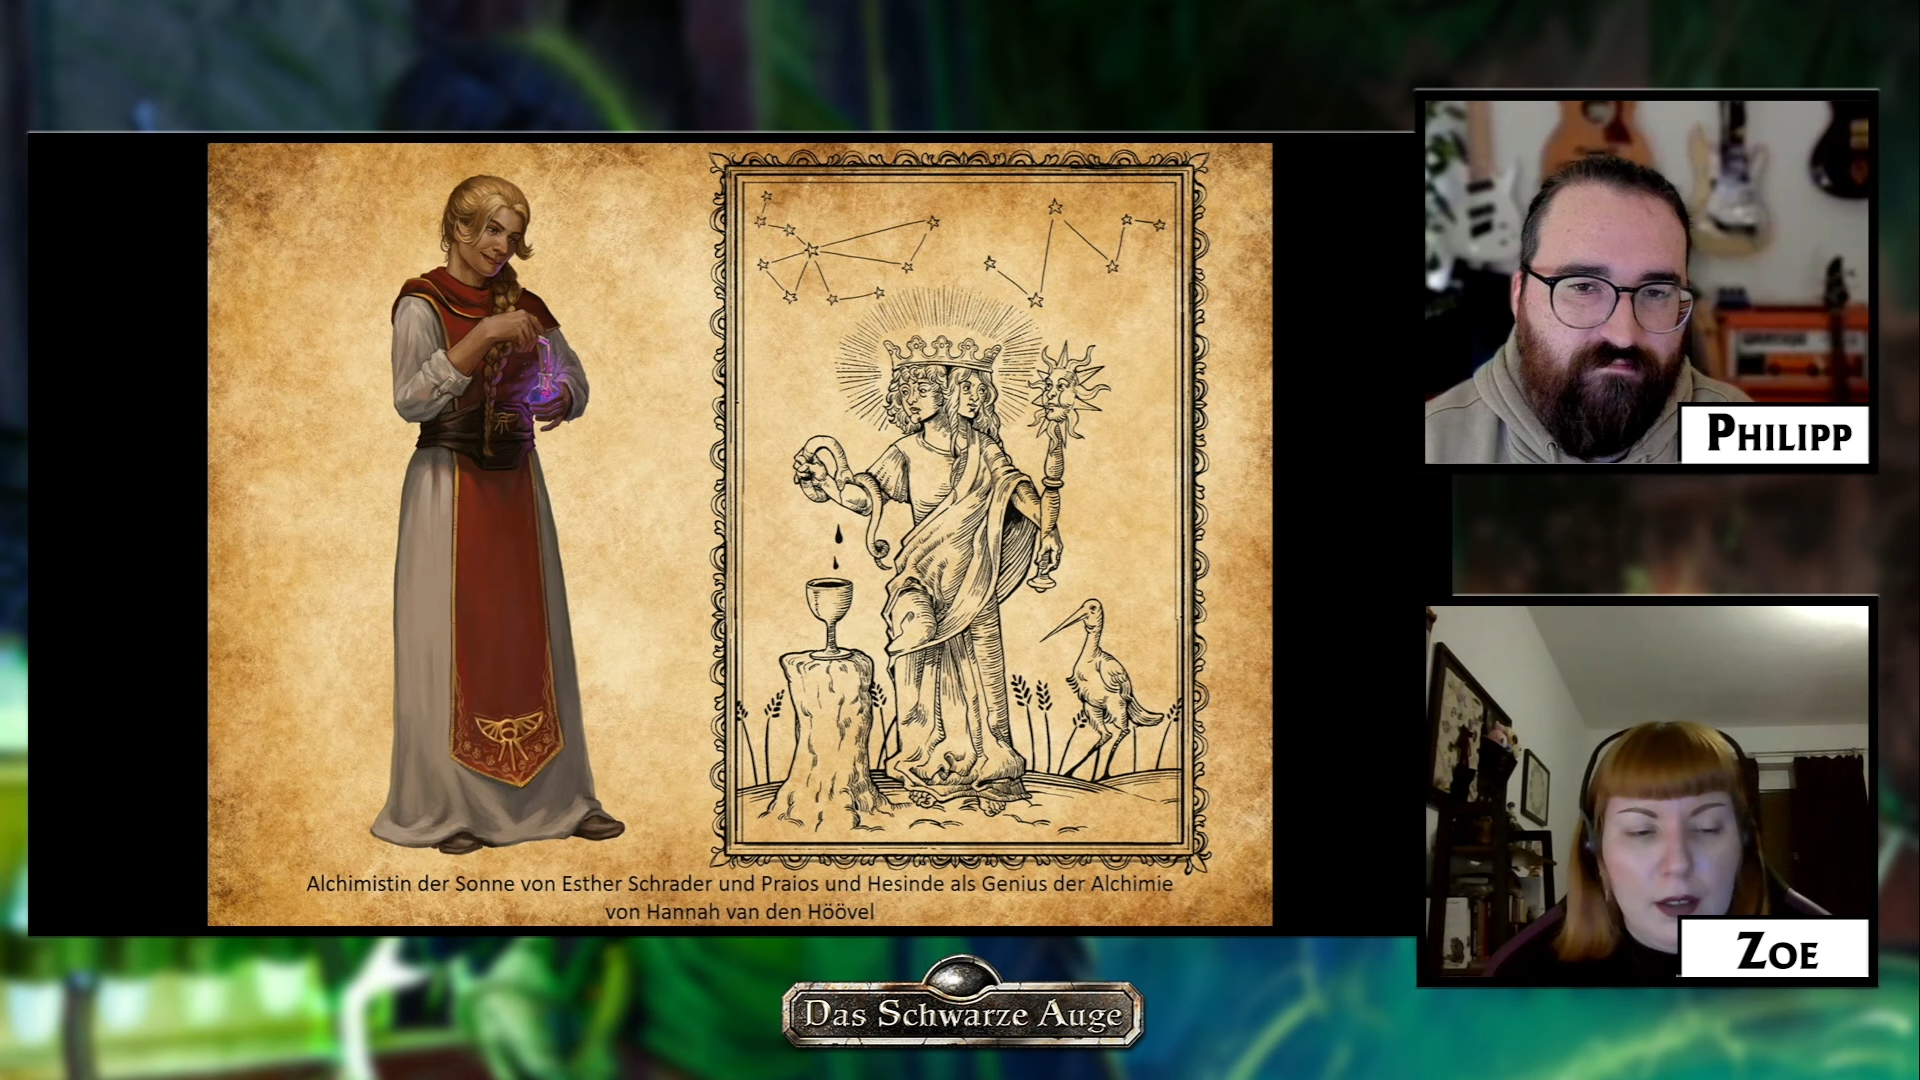 Philipp
Alchimistin der Sonne von Esther Schrader und Praios und Hesinde als Genius der Alchimie
von Hannah van den Höövel
Zoe
Das Schwarze Auge